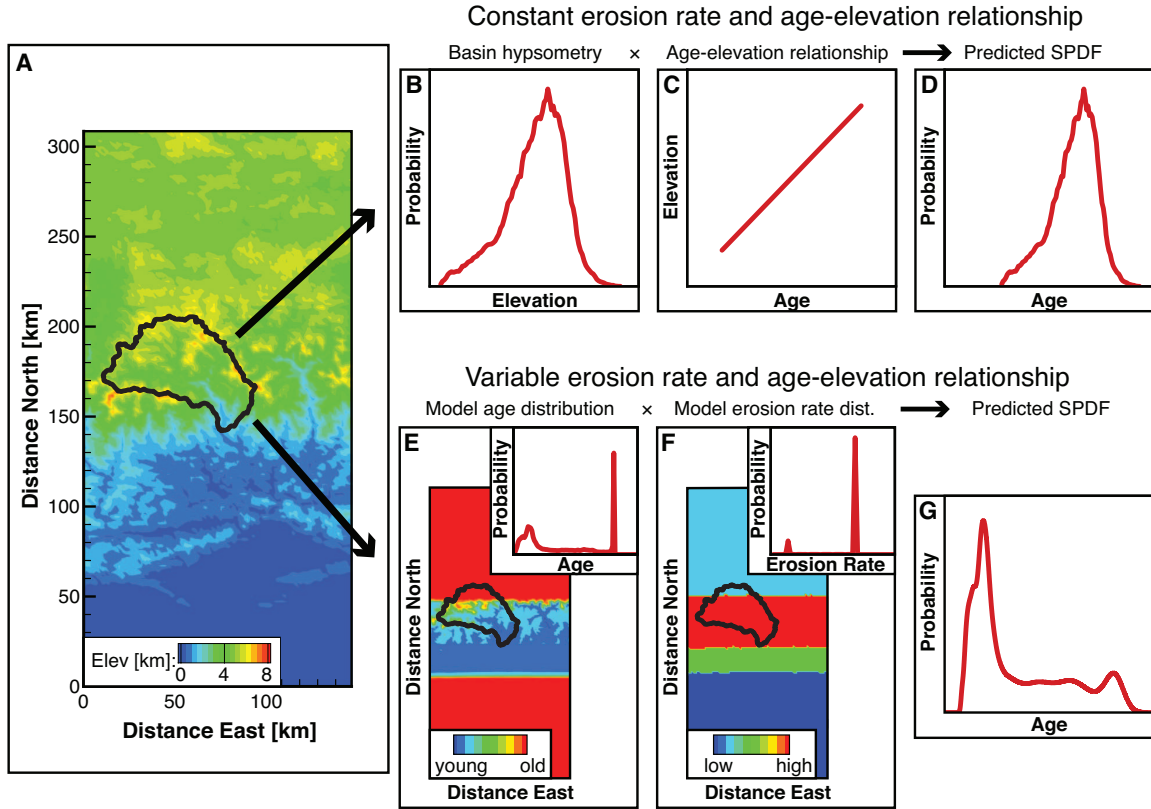 Constant erosion rate and age-elevation relationship
Basin hypsometry × Age-elevation relationship Predicted SPDF
A
300
250
200
150
100
50
0
Distance North [km]
Elev [km]:
0 4 8
0 50 100
Distance East [km]
B
Probability
Elevation
C
Elevation
Age
D
Probability
Age
Variable erosion rate and age-elevation relationship
Model age distribution × Model erosion rate dist. Predicted SPDF
E
Probability
Age
Distance North
young old
Distance East
F
Probability
Erosion Rate
Distance North
low high
Distance East
G
Probability
Age